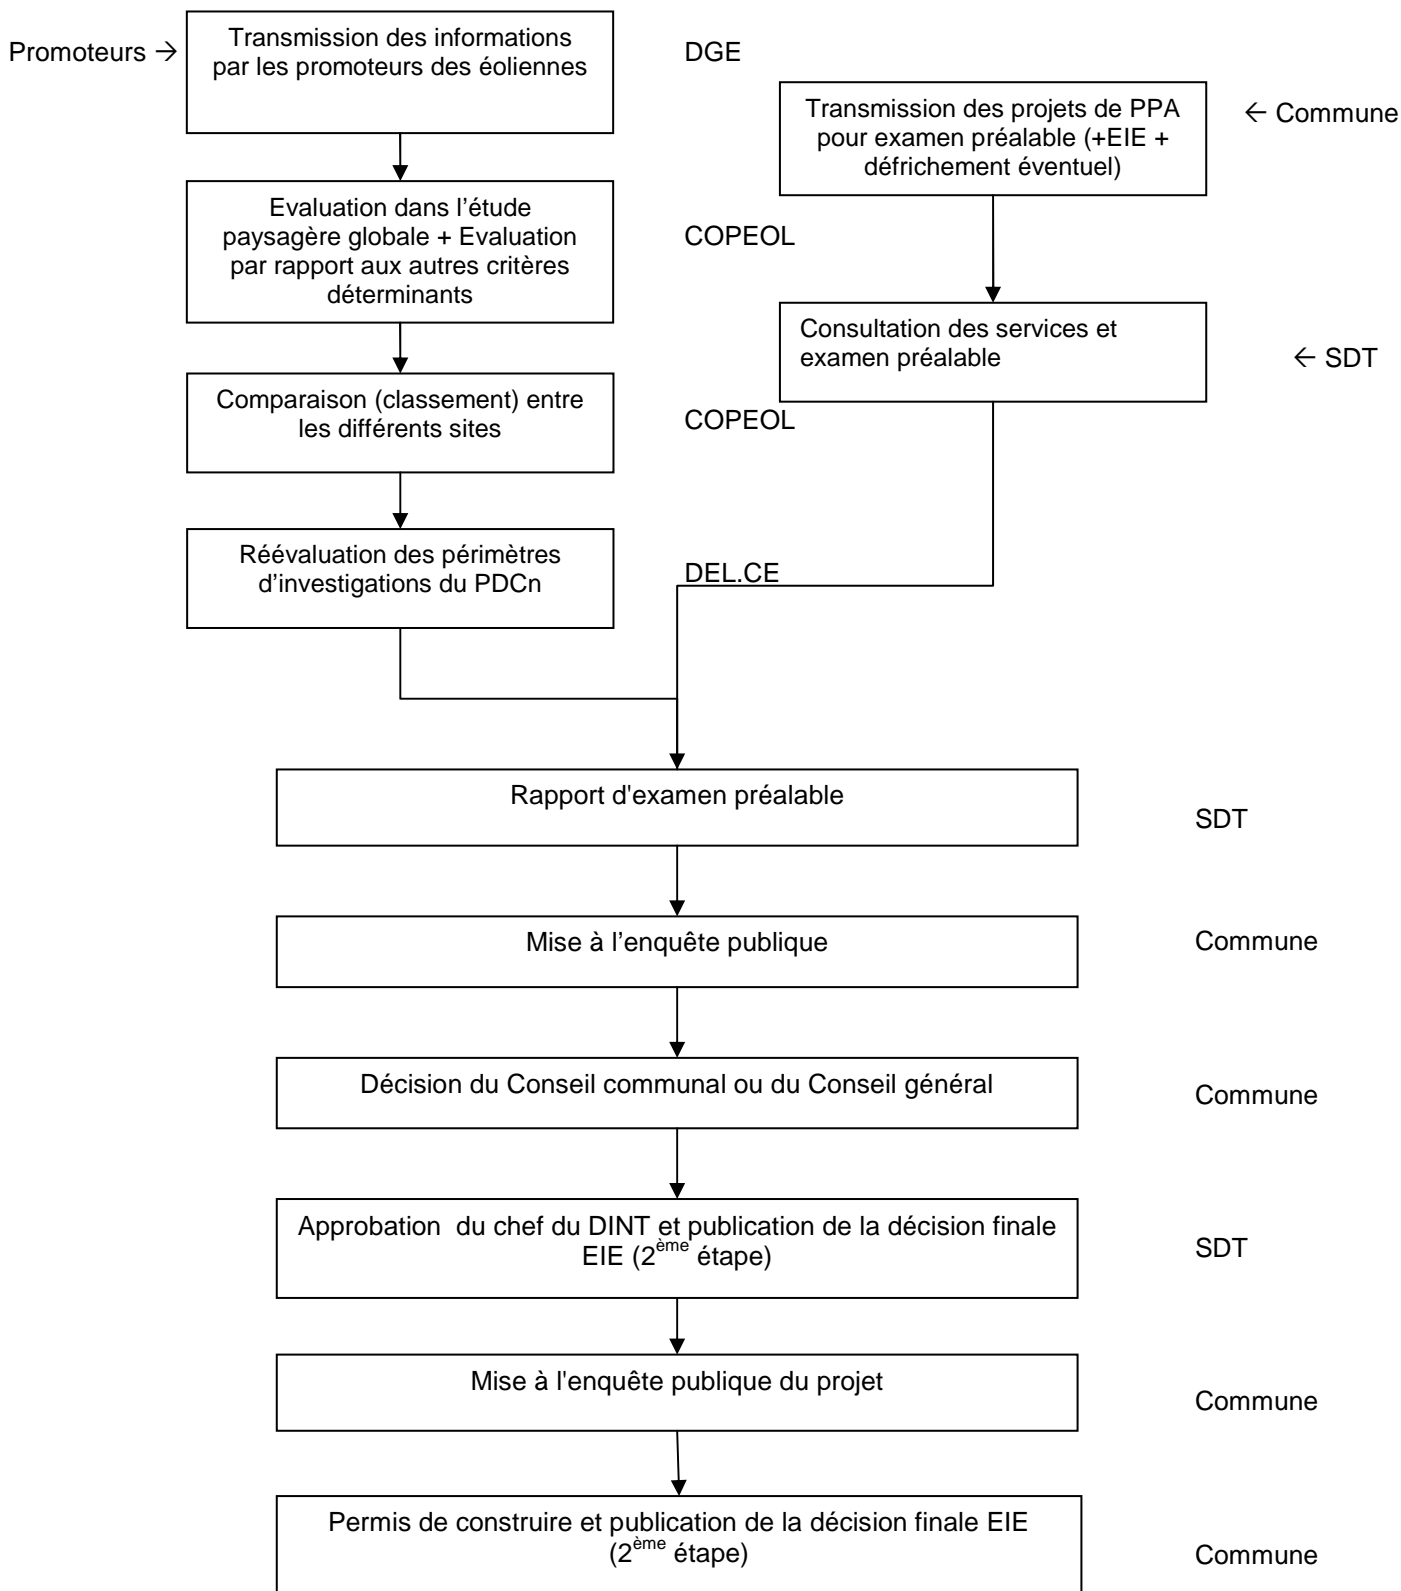 Promoteurs →
Transmission des informations
par les promoteurs des éoliennes
DGE
Transmission des projets de PPA
pour examen préalable (+EIE +
défrichement éventuel)
← Commune
Evaluation dans l’étude
paysagère globale + Evaluation
par rapport aux autres critères
déterminants
COPEOL
Consultation des services et
examen préalable
← SDT
Comparaison (classement) entre
les différents sites
COPEOL
Réévaluation des périmètres
d’investigations du PDCn
DEL.CE
Rapport d'examen préalable
SDT
Mise à l’enquête publique
Commune
Décision du Conseil communal ou du Conseil général
Commune
Approbation  du chef du DINT et publication de la décision finale
EIE (2ème étape)
SDT
Mise à l'enquête publique du projet
Commune
Permis de construire et publication de la décision finale EIE
(2ème étape)
Commune